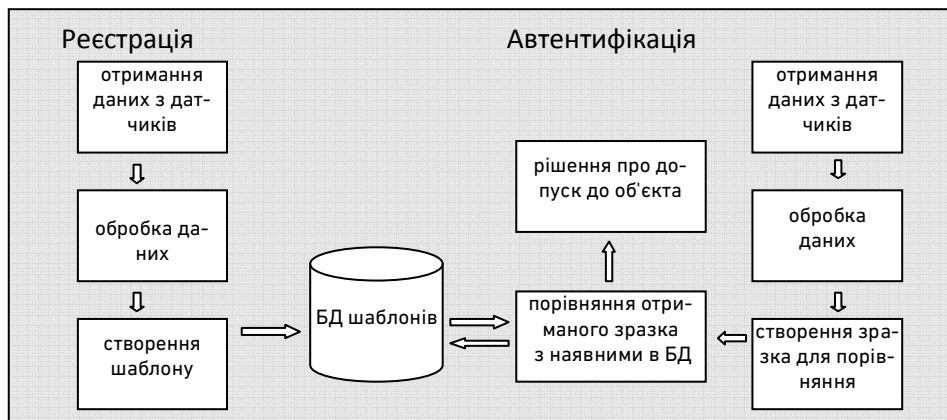 Реєстрація
отримання
даних з дат-
чиків
обробка да-
них
створення
шаблону
БД шаблонів
Автентифікація
отримання
даних з дат-
чиків
обробка
даних
створення зра-
зка для порів-
няння
порівняння отри-
маного зразка
з наявними в БД
рішення про до-
пуск до об'єкта